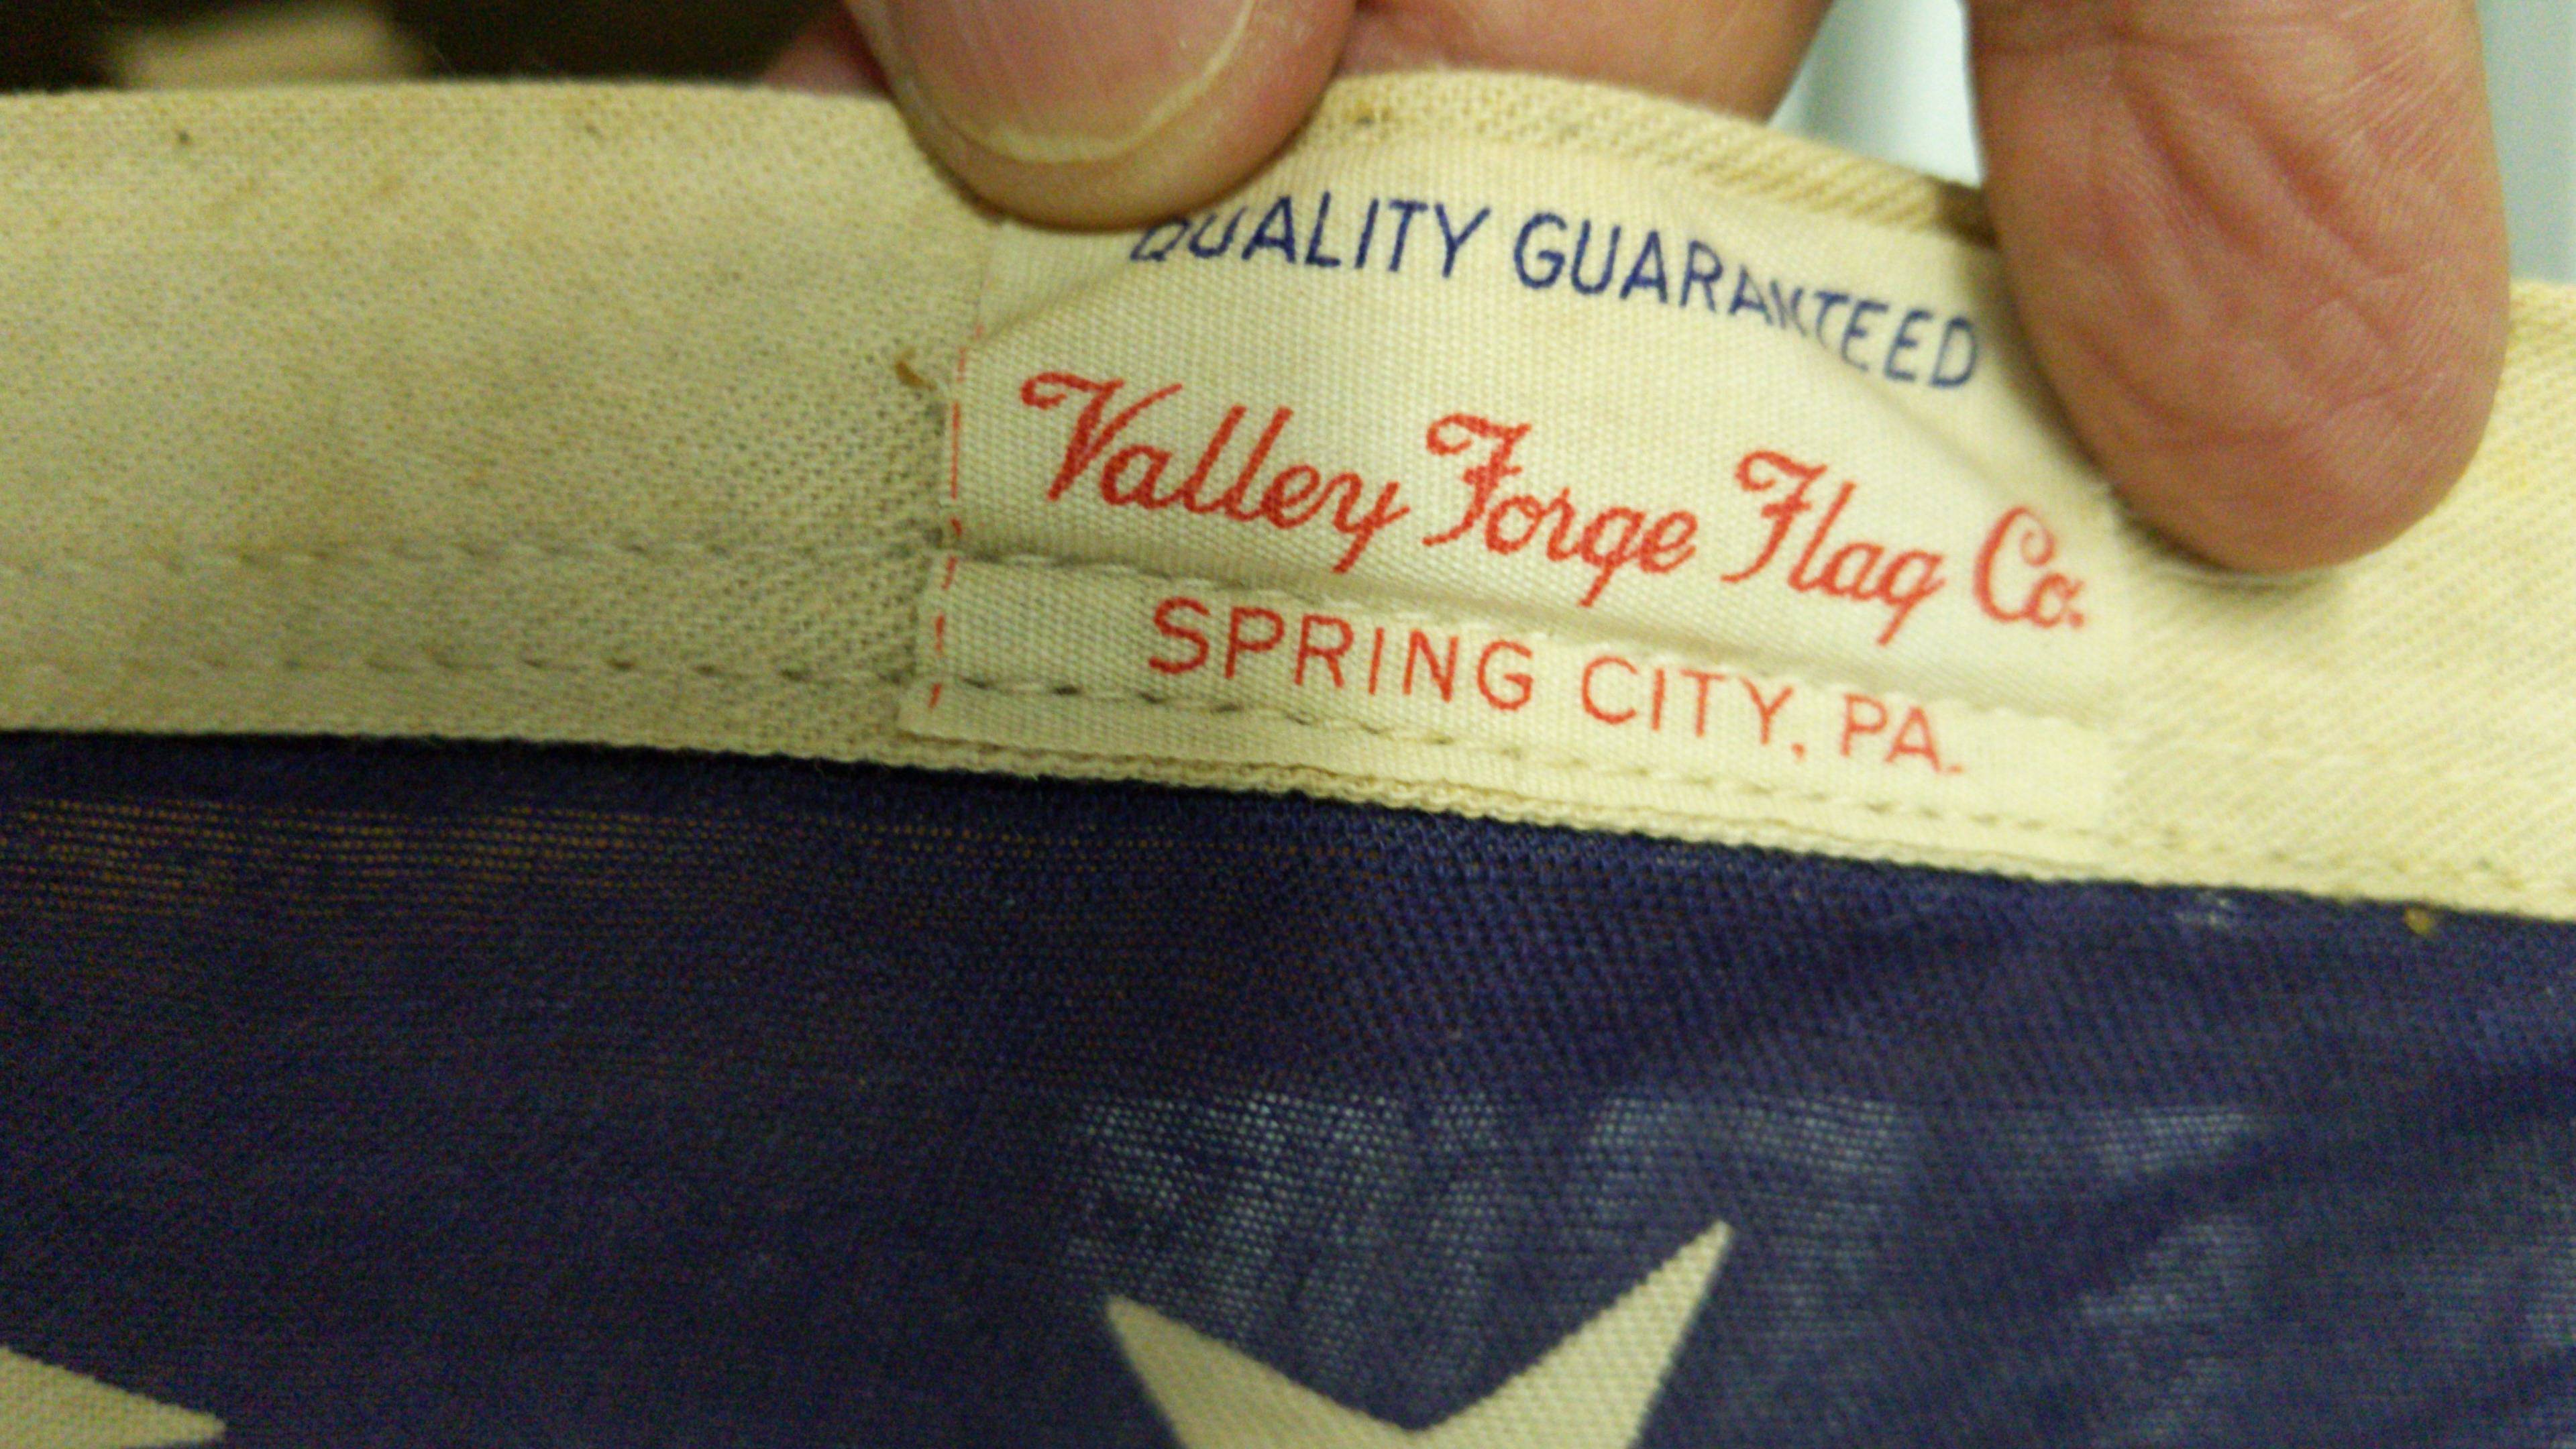 QUALITY GUARANTEED
Valley Forge Flag Co.
SPRING CITY, PA.